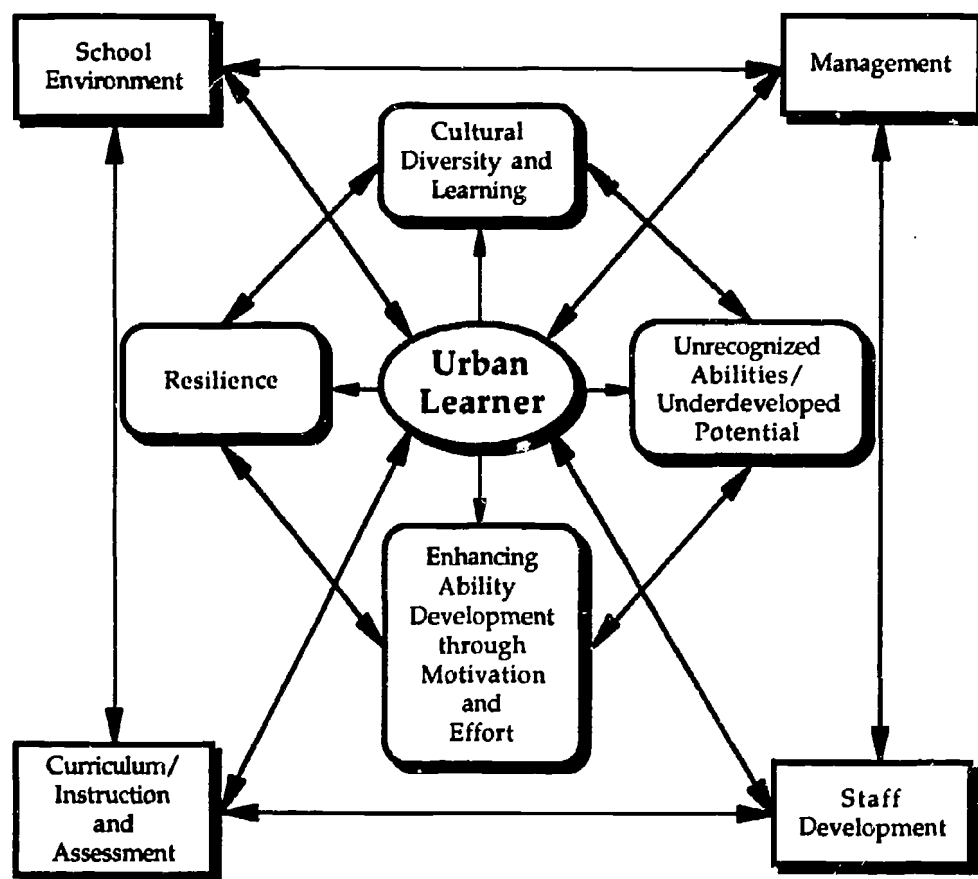 School
Environment
Management
Cultural
Diversity and
Learning
Resilience
Urban
Learner
Unrecognized
Abilities/
Underdeveloped
Potential
Enhancing
Ability
Development
through
Motivation
and
Effort
Curriculum/
Instruction
and
Assessment
Staff
Development